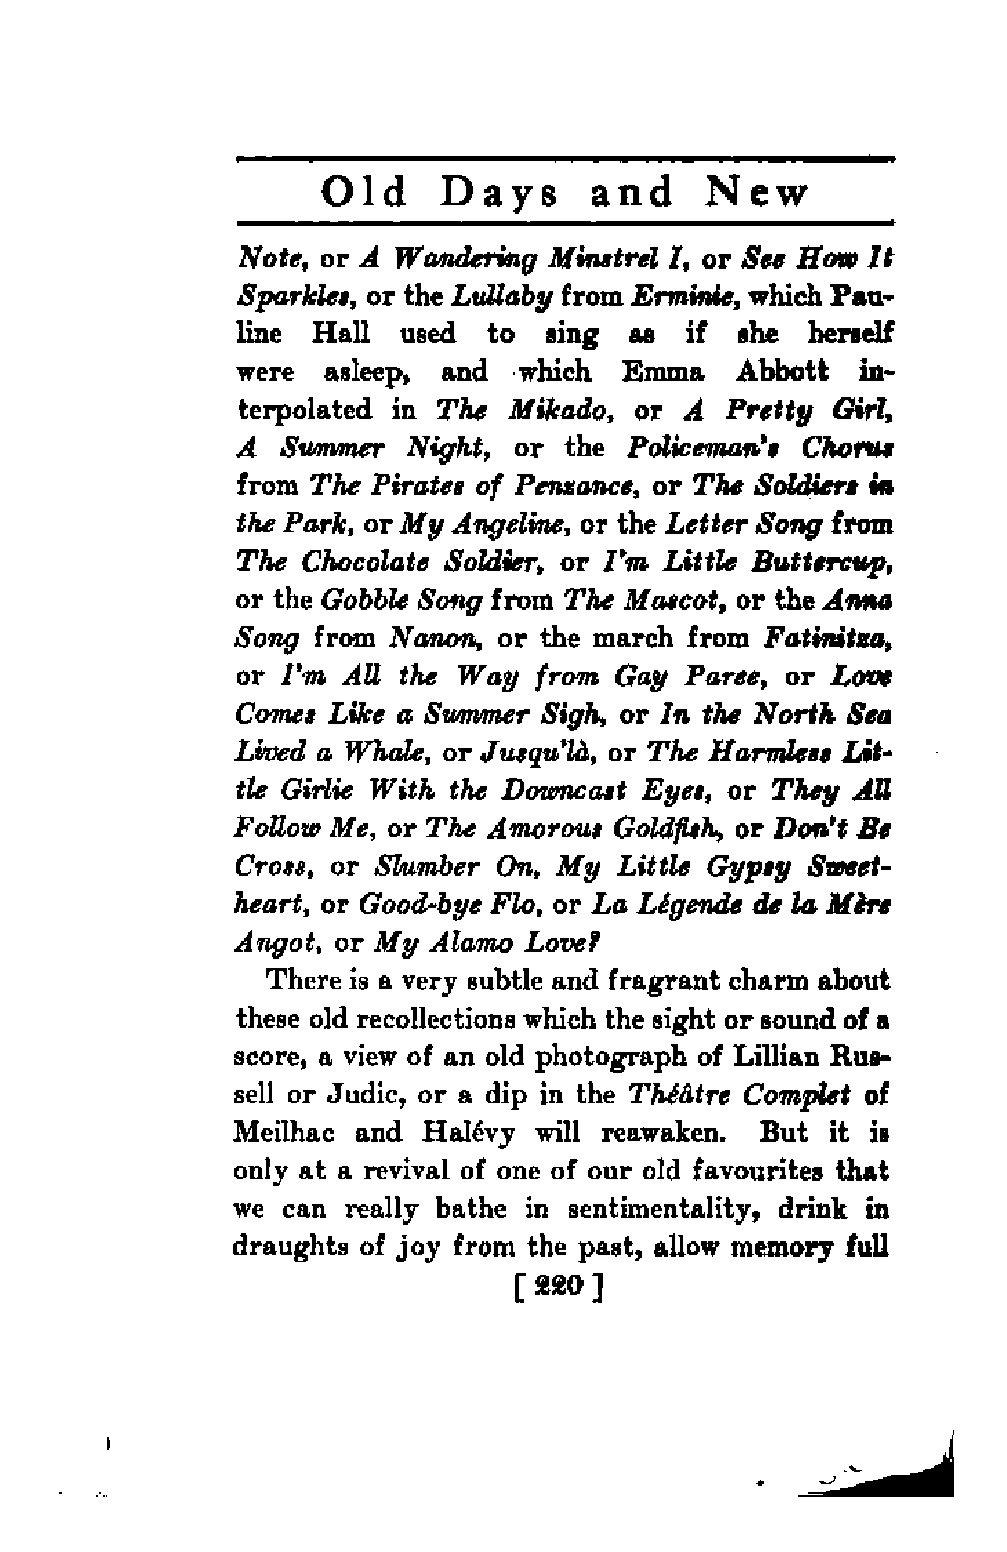 Old Days and New
Note, or A Wandering Minstrel I, or See How It
Sparkles, or the Lullaby from Erminie, which Pau-
line Hall used to sing as if she herself
were asleep, and which Emma Abbott in-
terpolated in The Mikado, or A Pretty Girl,
A Summer Night, or the Policeman's Chorus
from The Pirates of Penzance, or The Soldiers in
the Park, or My Angeline, or the Letter Song from
The Chocolate Soldier, or I'm Little Buttercup,
or the Gobble Song from The Mascot, or the Anna
Song from Nanon, or the march from Fatinitza,
or I'm All the Way from Gay Paree, or Love
Comes Like a Summer Sigh, or In the North Sea
Lived a Whale, or Jusqu'là, or The Harmless Lit-
tle Girlie With the Downcast Eyes, or They All
Follow Me, or The Amorous Goldfish, or Don't Be
Cross, or Slumber On, My Little Gypsy Sweet-
heart, or Good-bye Flo, or La Légende de la Mère
Angot, or My Alamo Love?
There is a very subtle and fragrant charm about
these old recollections which the sight or sound of a
score, a view of an old photograph of Lillian Rus-
sell or Judic, or a dip in the Théâtre Complet of
Meilhac and Halévy will reawaken. But it is
only at a revival of one of our old favourites that
we can really bathe in sentimentality, drink in
draughts of joy from the past, allow memory full
[ 220 ]